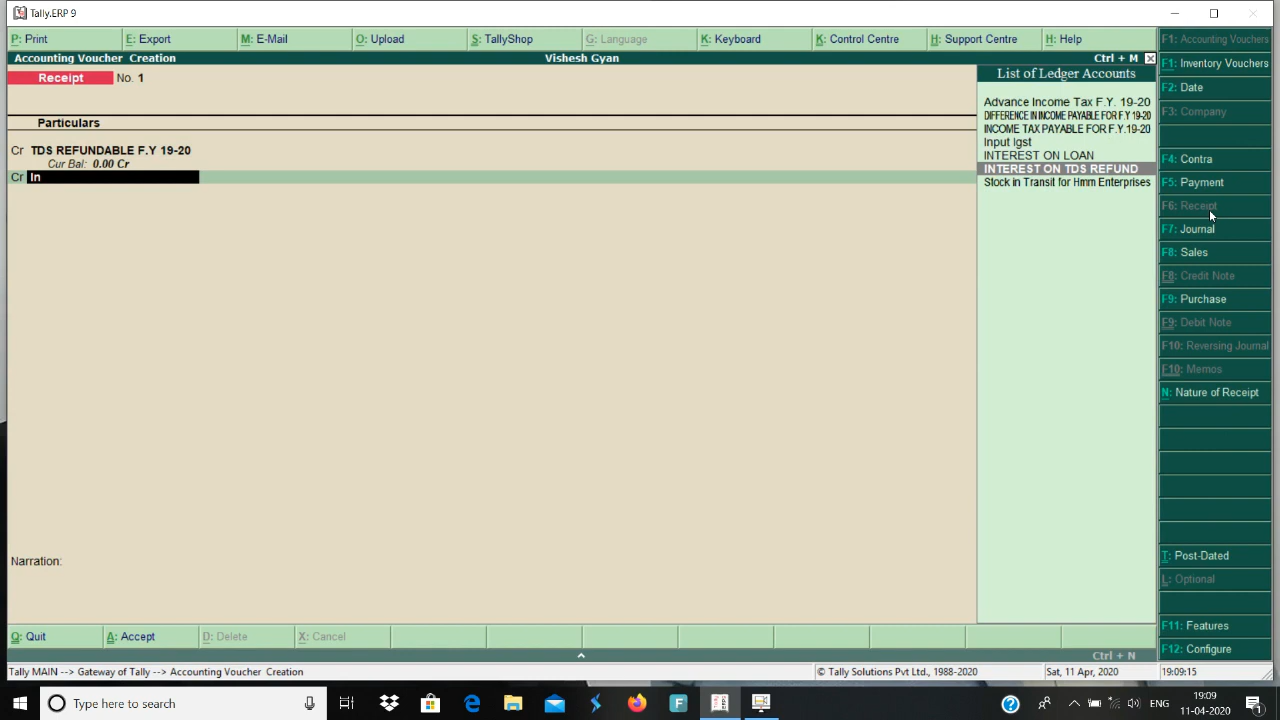 Tally.ERP 9
P: Print
E: Export
M: E-Mail
O: Upload
S: TallyShop
G: Language
K: Keyboard
K: Control Centre
H: Support Centre
H: Help
Accounting Voucher Creation
Vishesh Gyan
Ctrl + M
Receipt No. 1
Particulars
Cr TDS REFUNDABLE F.Y 19-20
Cur Bal: 0.00 Cr
Cr In
Narration:
List of Ledger Accounts
Advance Income Tax F.Y. 19-20
DIFFERENCE IN INCOME PAYABLE FOR F.Y 19-20
INCOME TAX PAYABLE FOR F.Y.19-20
Input Igst
INTEREST ON LOAN
INTEREST ON TDS REFUND
Stock in Transit for Hmm Enterprises
F1: Accounting Vouchers
F1: Inventory Vouchers
F2: Date
F3: Company
F4: Contra
F5: Payment
F6: Receipt
F7: Journal
F8: Sales
F8: Credit Note
F9: Purchase
F9: Debit Note
F10: Reversing Journal
F10: Memos
N: Nature of Receipt
T: Post-Dated
L: Optional
F11: Features
F12: Configure
Q: Quit
A: Accept
D: Delete
X: Cancel
Ctrl + N
Tally MAIN --> Gateway of Tally --> Accounting Voucher Creation
© Tally Solutions Pvt Ltd., 1988-2020
Sat, 11 Apr, 2020
19:09:15
Type here to search
ENG
19:09
11-04-2020